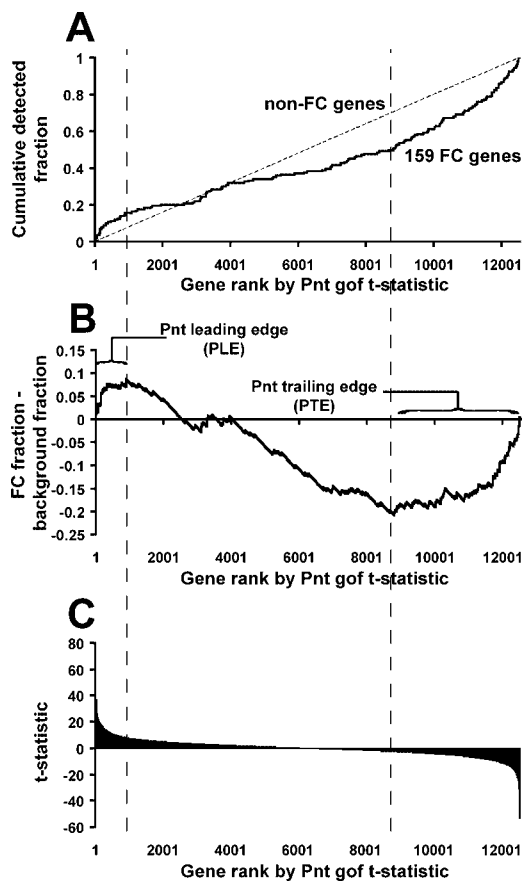 A
Cumulative detected
fraction
1
0.8
0.6
0.4
0.2
0
non-FC genes
159 FC genes
1 2001 4001 6001 8001 10001 12001
Gene rank by Pnt gof t-statistic
B
FC fraction -
background fraction
0.15
0.1
0.05
0
-0.05
-0.1
-0.15
-0.2
-0.25
Pnt leading edge
(PLE)
Pnt trailing edge
(PTE)
1 2001 4001 6001 8001 10001 12001
Gene rank by Pnt gof t-statistic
C
t-statistic
80
60
40
20
0
-20
-40
-60
1 2001 4001 6001 8001 10001 12001
Gene rank by Pnt gof t-statistic